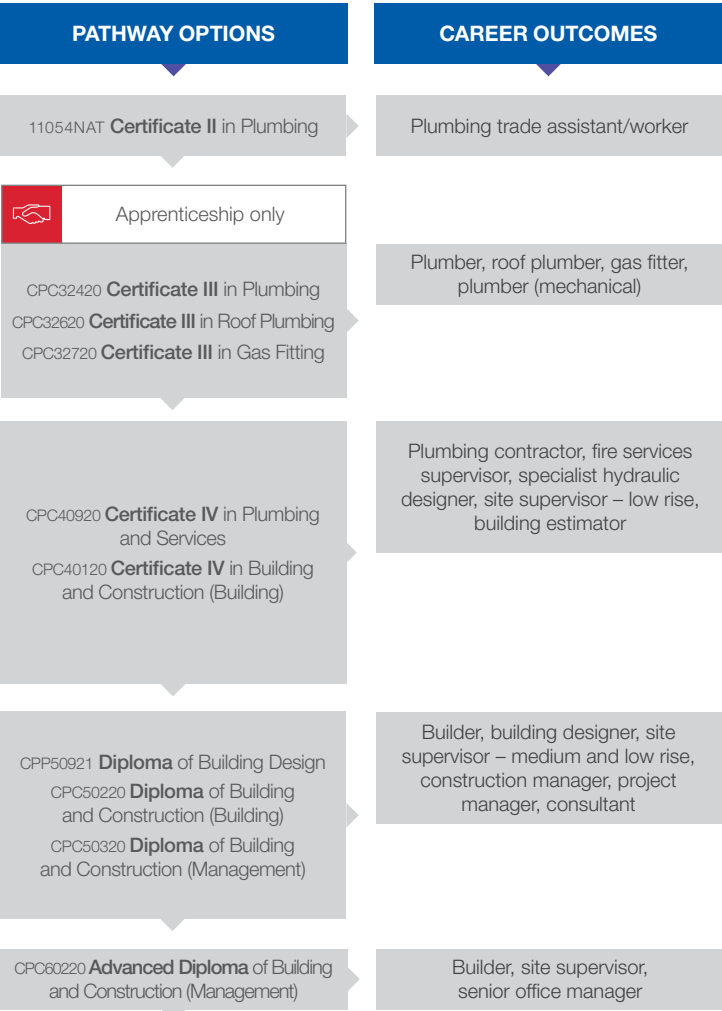 PATHWAY OPTIONS
CAREER OUTCOMES
11054NAT Certificate II in Plumbing
Plumbing trade assistant/worker
Apprenticeship only
CPC32420 Certificate III in Plumbing
CPC32620 Certificate III in Roof Plumbing
CPC32720 Certificate III in Gas Fitting
Plumber, roof plumber, gas fitter,
plumber (mechanical)
CPC40920 Certificate IV in Plumbing
and Services
CPC40120 Certificate IV in Building
and Construction (Building)
Plumbing contractor, fire services
supervisor, specialist hydraulic
designer, site supervisor – low rise,
building estimator
CPP50921 Diploma of Building Design
CPC50220 Diploma of Building
and Construction (Building)
CPC50320 Diploma of Building
and Construction (Management)
Builder, building designer, site
supervisor – medium and low rise,
construction manager, project
manager, consultant
CPC60220 Advanced Diploma of Building
and Construction (Management)
Builder, site supervisor,
senior office manager